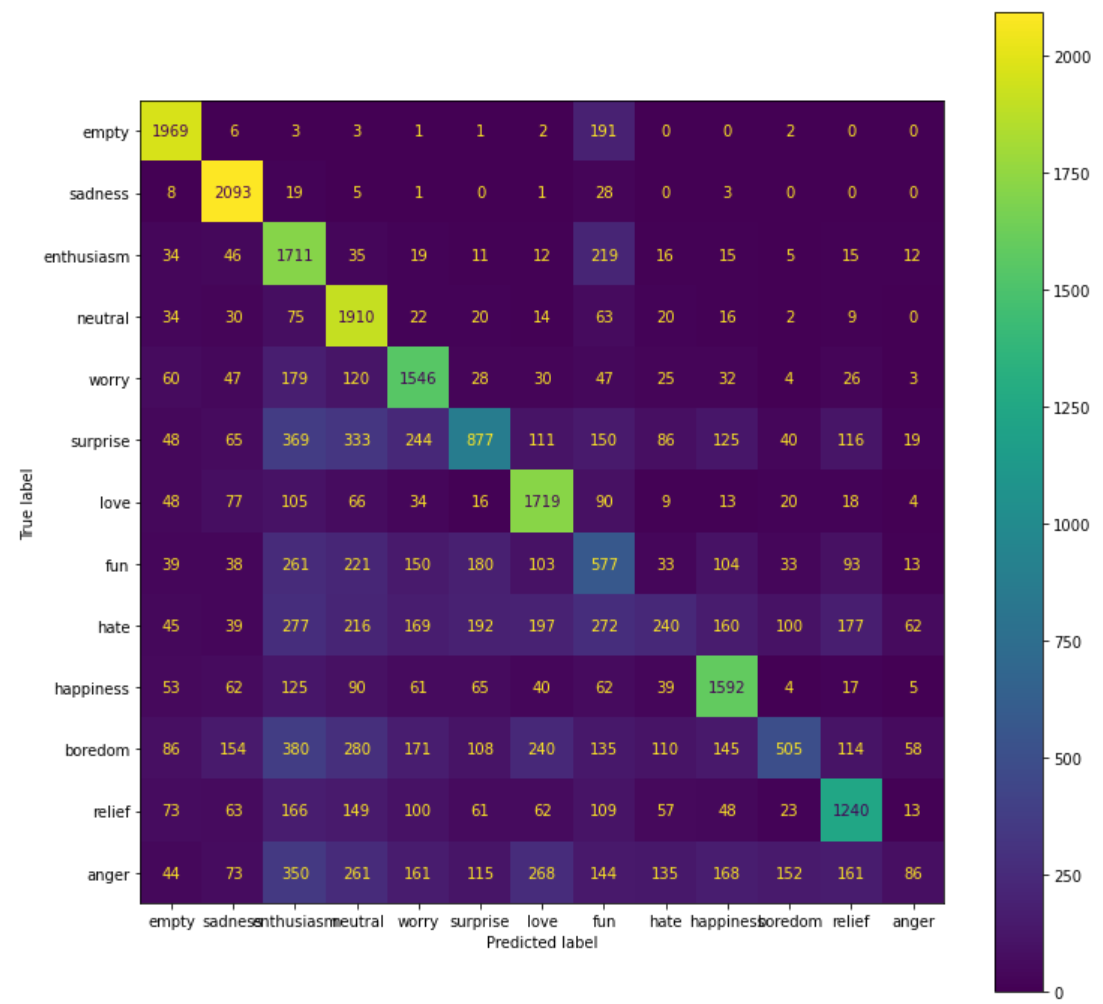 2000
1750
1500
1250
1000
750
500
250
0
True label
empty 1969 6 3 3 1 1 2 191 0 0 2 0 0
sadness 8 2093 19 5 1 0 1 28 0 3 0 0 0
enthusiasm 34 46 1711 35 19 11 12 219 16 15 5 15 12
neutral 34 30 75 1910 22 20 14 63 20 16 2 9 0
worry 60 47 179 120 1546 28 30 47 25 32 4 26 3
surprise 48 65 369 333 244 877 111 150 86 125 40 116 19
love 48 77 105 66 34 16 1719 90 9 13 20 18 4
fun 39 38 261 221 150 180 103 577 33 104 33 93 13
hate 45 39 277 216 169 192 197 272 240 160 100 177 62
happiness 53 62 125 90 61 65 40 62 39 1592 4 17 5
boredom 86 154 380 280 171 108 240 135 110 145 505 114 58
relief 73 63 166 149 100 61 62 109 57 48 23 1240 13
anger 44 73 350 261 161 115 268 144 135 168 152 161 86
empty sadness enthusiasm neutral worry surprise love fun hate happiness boredom relief anger
Predicted label